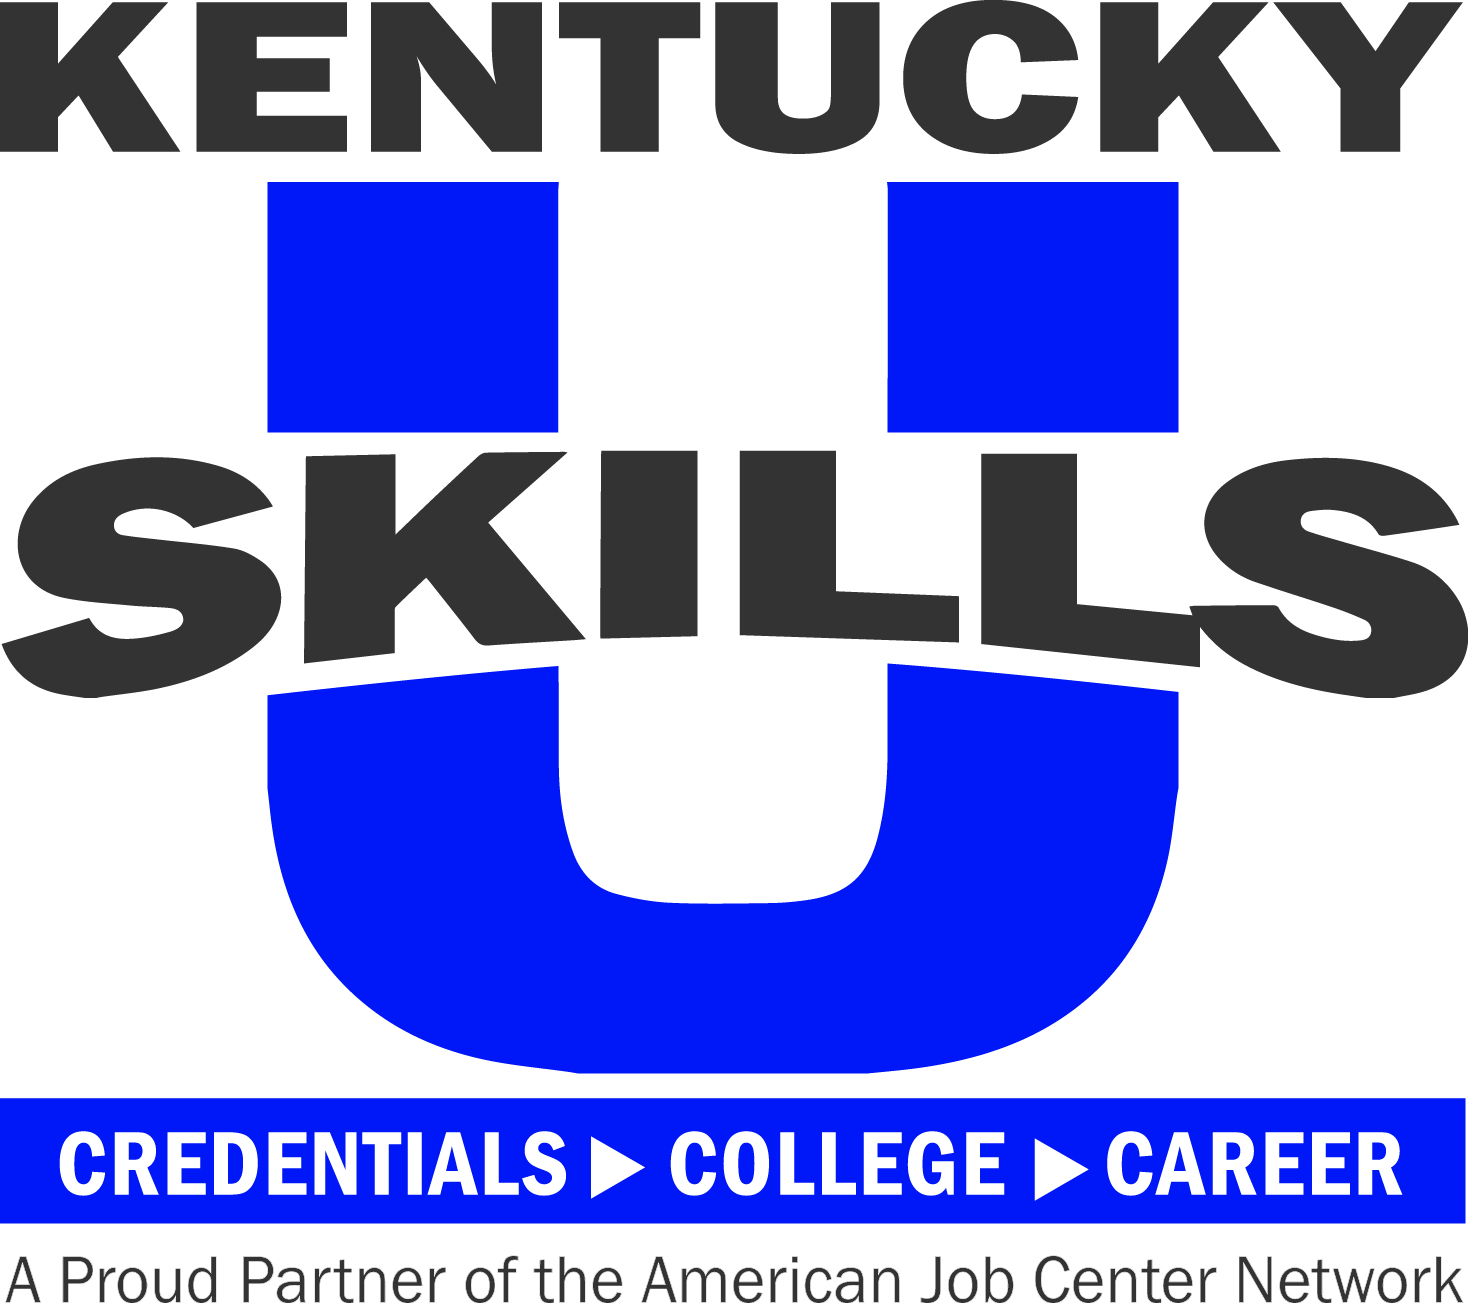 KENTUCKY
U
SKILLS
CREDENTIALS ▶ COLLEGE ▶ CAREER
A Proud Partner of the American Job Center Network